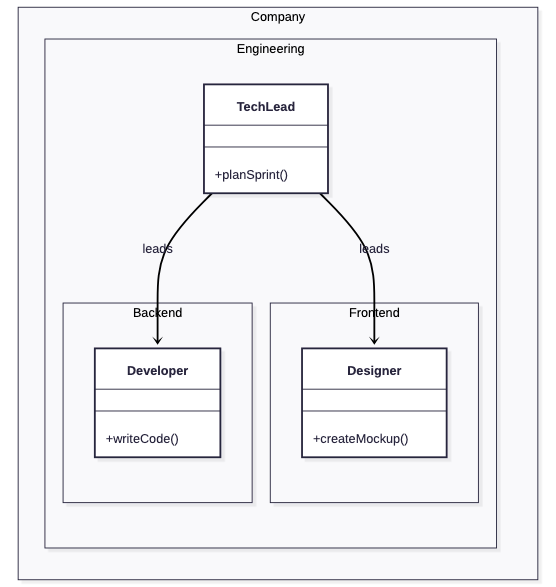 Company
Engineering
TechLead
+planSprint()
leads
leads
Backend
Frontend
Developer
Designer
+writeCode()
+createMockup()